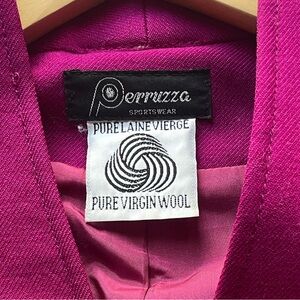 Perruzza
SPORTSWEAR
PURE LAINE VIERGE
PURE VIRGIN WOOL